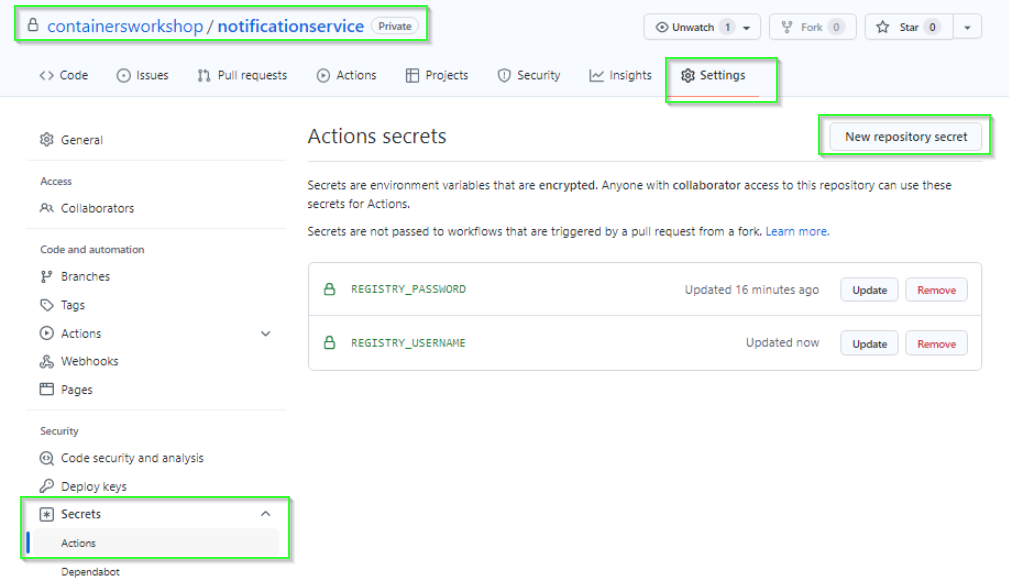 containersworkshop / notificationservice Private
Unwatch 1 Fork 0 Star 0
Code Issues Pull requests Actions Projects Security Insights Settings
General
Access
Collaborators
Code and automation
Branches
Tags
Actions
Webhooks
Pages
Security
Code security and analysis
Deploy keys
Secrets
Actions
Dependabot
Actions secrets
New repository secret
Secrets are environment variables that are encrypted. Anyone with collaborator access to this repository can use these
secrets for Actions.
Secrets are not passed to workflows that are triggered by a pull request from a fork. Learn more.
REGISTRY_PASSWORD Updated 16 minutes ago Update Remove
REGISTRY_USERNAME Updated now Update Remove